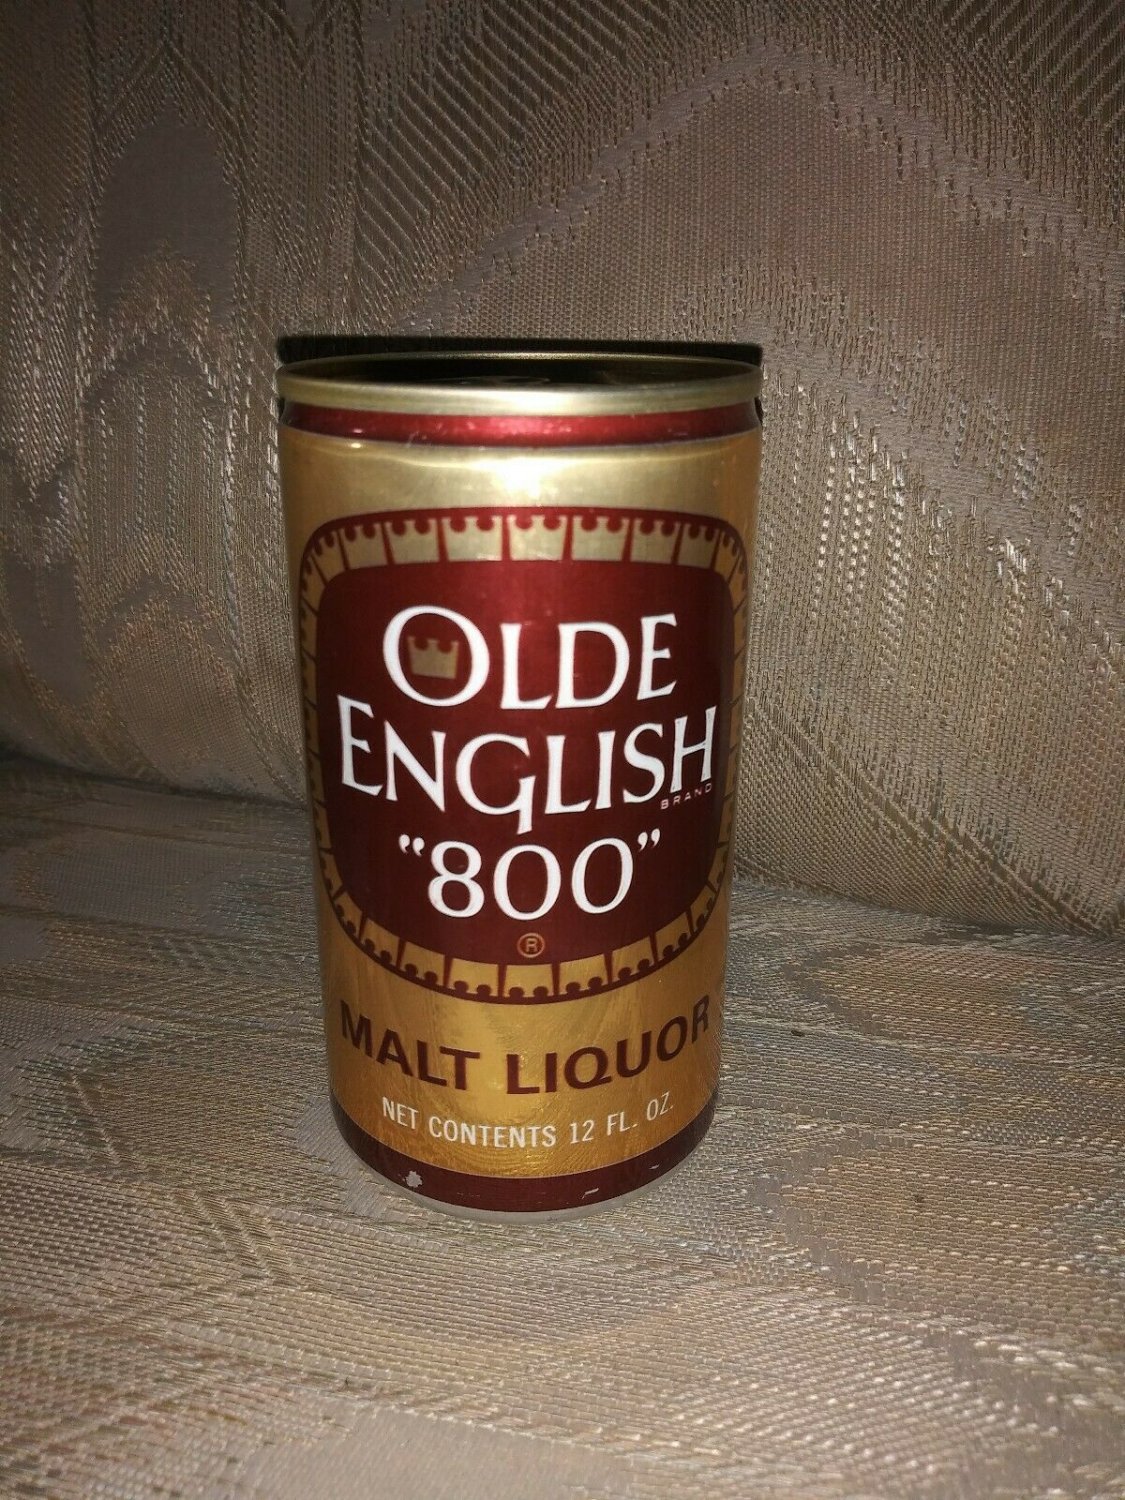 OLDE
ENGLISH
BRAND
“800”
®
MALT LIQUOR
NET CONTENTS 12 FL. OZ.